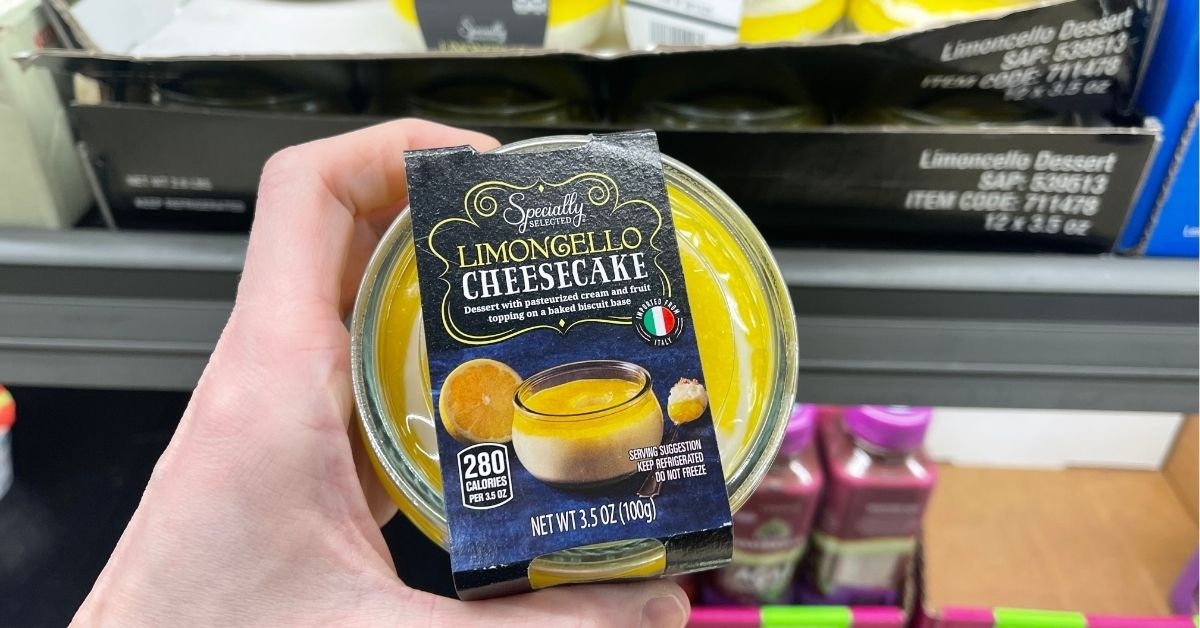 Specially
Limoncello Dessert
SAP: 539613
ITEM CODE: 711478
12 x 3.5 oz
Limoncello Dessert
SAP: 539613
ITEM CODE: 711478
12 x 3.5 oz
KEEP REFRIGERATED
Specially
SELECTED
LIMONCELLO
CHEESECAKE
Dessert with pasteurized cream and fruit
topping on a baked biscuit base
IMPORTED FROM
ITALY
280
CALORIES
PER 3.5 OZ
SERVING SUGGESTION
KEEP REFRIGERATED
DO NOT FREEZE
NET WT 3.5 OZ (100g)